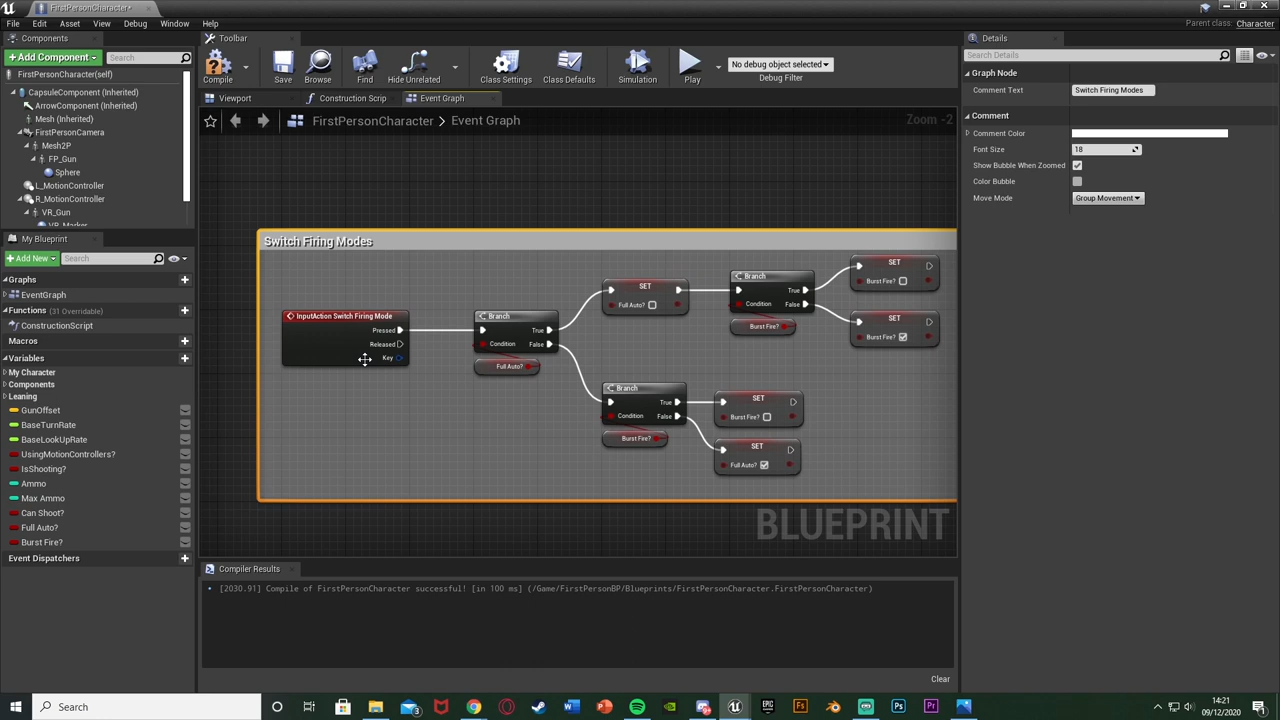 FirstPersonCharacter*
File Edit Asset View Debug Window Help
Parent class: Character
Components
Toolbar
Details
+Add Component Search
Search Details
FirstPersonCharacter(self)
Compile Save Browse Find Hide Unrelated Class Settings Class Defaults Simulation Play
No debug object selected
Debug Filter
CapsuleComponent (Inherited)
ArrowComponent (Inherited)
Mesh (Inherited)
FirstPersonCamera
Mesh2P
FP_Gun
Sphere
L_MotionController
R_MotionController
VR_Gun
VR_Marker
Viewport Construction Scrip Event Graph
FirstPersonCharacter > Event Graph
Zoom -2
Graph Node
Comment Text Switch Firing Modes
Comment
Comment Color
Font Size 18
Show Bubble When Zoomed
Color Bubble
Move Mode Group Movement
My Blueprint
+Add New Search
Graphs
EventGraph
Functions (31 Overridable)
ConstructionScript
Macros
Variables
My Character
Components
Leaning
GunOffset
BaseTurnRate
BaseLookUpRate
UsingMotionControllers?
IsShooting?
Ammo
Max Ammo
Can Shoot?
Full Auto?
Burst Fire?
Event Dispatchers
Switch Firing Modes
InputAction Switch Firing Mode
Pressed
Released
Key
Branch
True
Condition False
Full Auto?
SET
Full Auto?
Branch
True
Condition False
Burst Fire?
SET
Burst Fire?
SET
Burst Fire?
Branch
True
Condition False
Burst Fire?
SET
Burst Fire?
SET
Full Auto?
BLUEPRINT
Compiler Results
[2030.91] Compile of FirstPersonCharacter successful! [in 100 ms] (/Game/FirstPersonBP/Blueprints/FirstPersonCharacter.FirstPersonCharacter)
Clear
Search
14:21
09/12/2020